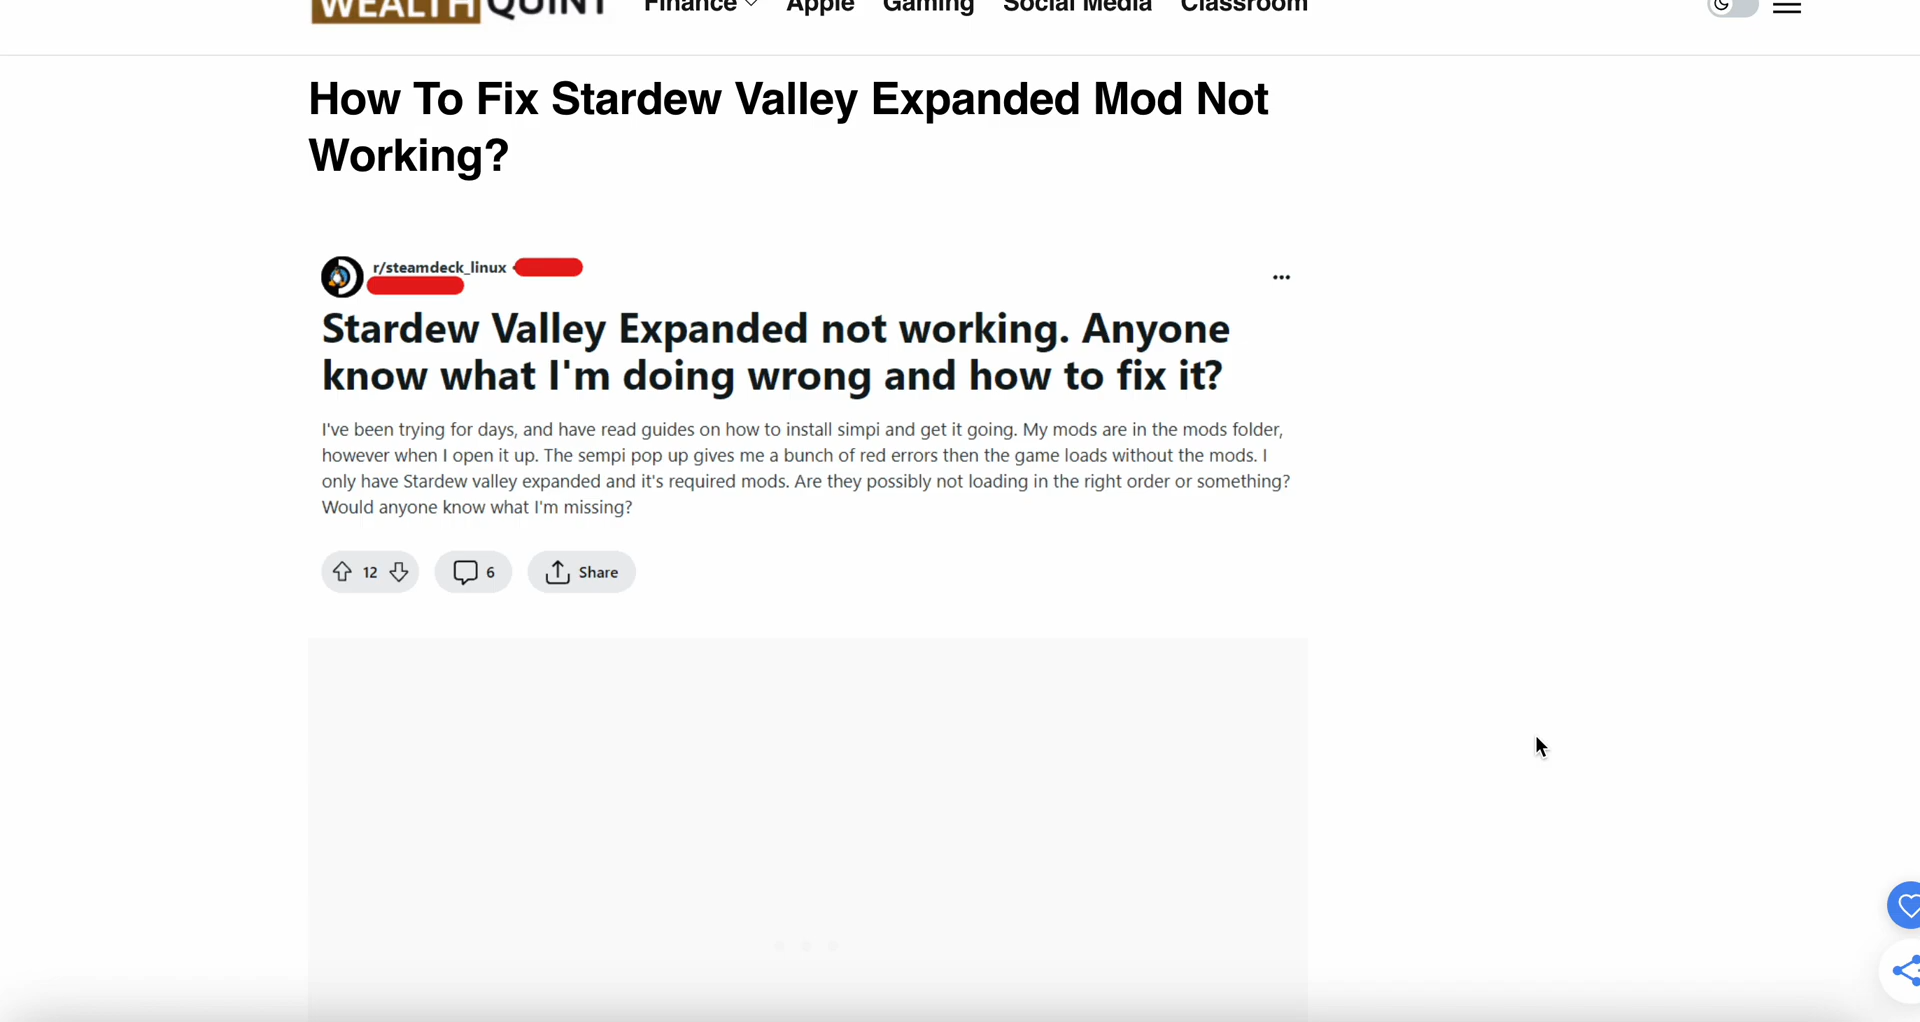 WEALTH QUINT Finance Apple Gaming Social Media Classroom
How To Fix Stardew Valley Expanded Mod Not
Working?
r/steamdeck_linux
Stardew Valley Expanded not working. Anyone
know what I'm doing wrong and how to fix it?
I've been trying for days, and have read guides on how to install simpi and get it going. My mods are in the mods folder,
however when I open it up. The sempi pop up gives me a bunch of red errors then the game loads without the mods. I
only have Stardew valley expanded and it's required mods. Are they possibly not loading in the right order or something?
Would anyone know what I'm missing?
12 6 Share